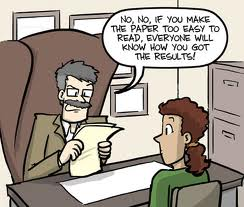 NO, NO, IF YOU MAKE
THE PAPER TOO EASY TO
READ, EVERYONE WILL
KNOW HOW YOU GOT
THE RESULTS!